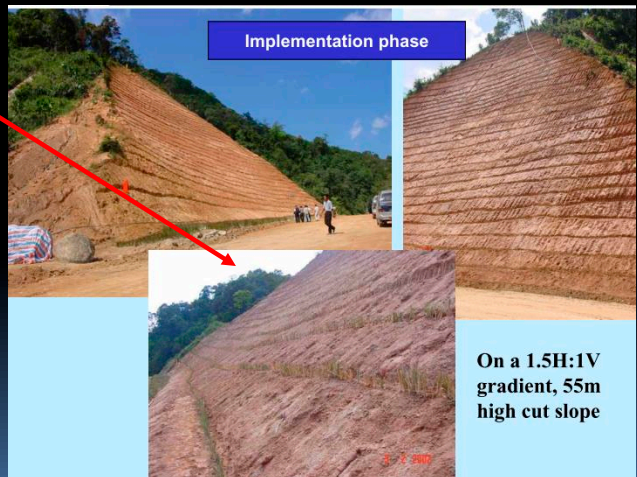 Implementation phase
On a 1.5H:1V
gradient, 55m
high cut slope